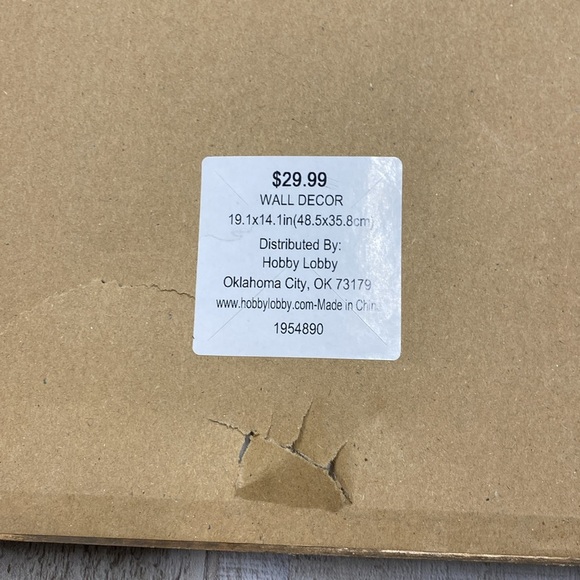 $29.99
WALL DECOR
19.1x14.1in(48.5x35.8cm)
Distributed By:
Hobby Lobby
Oklahoma City, OK 73179
www.hobbylobby.com-Made in China
1954890